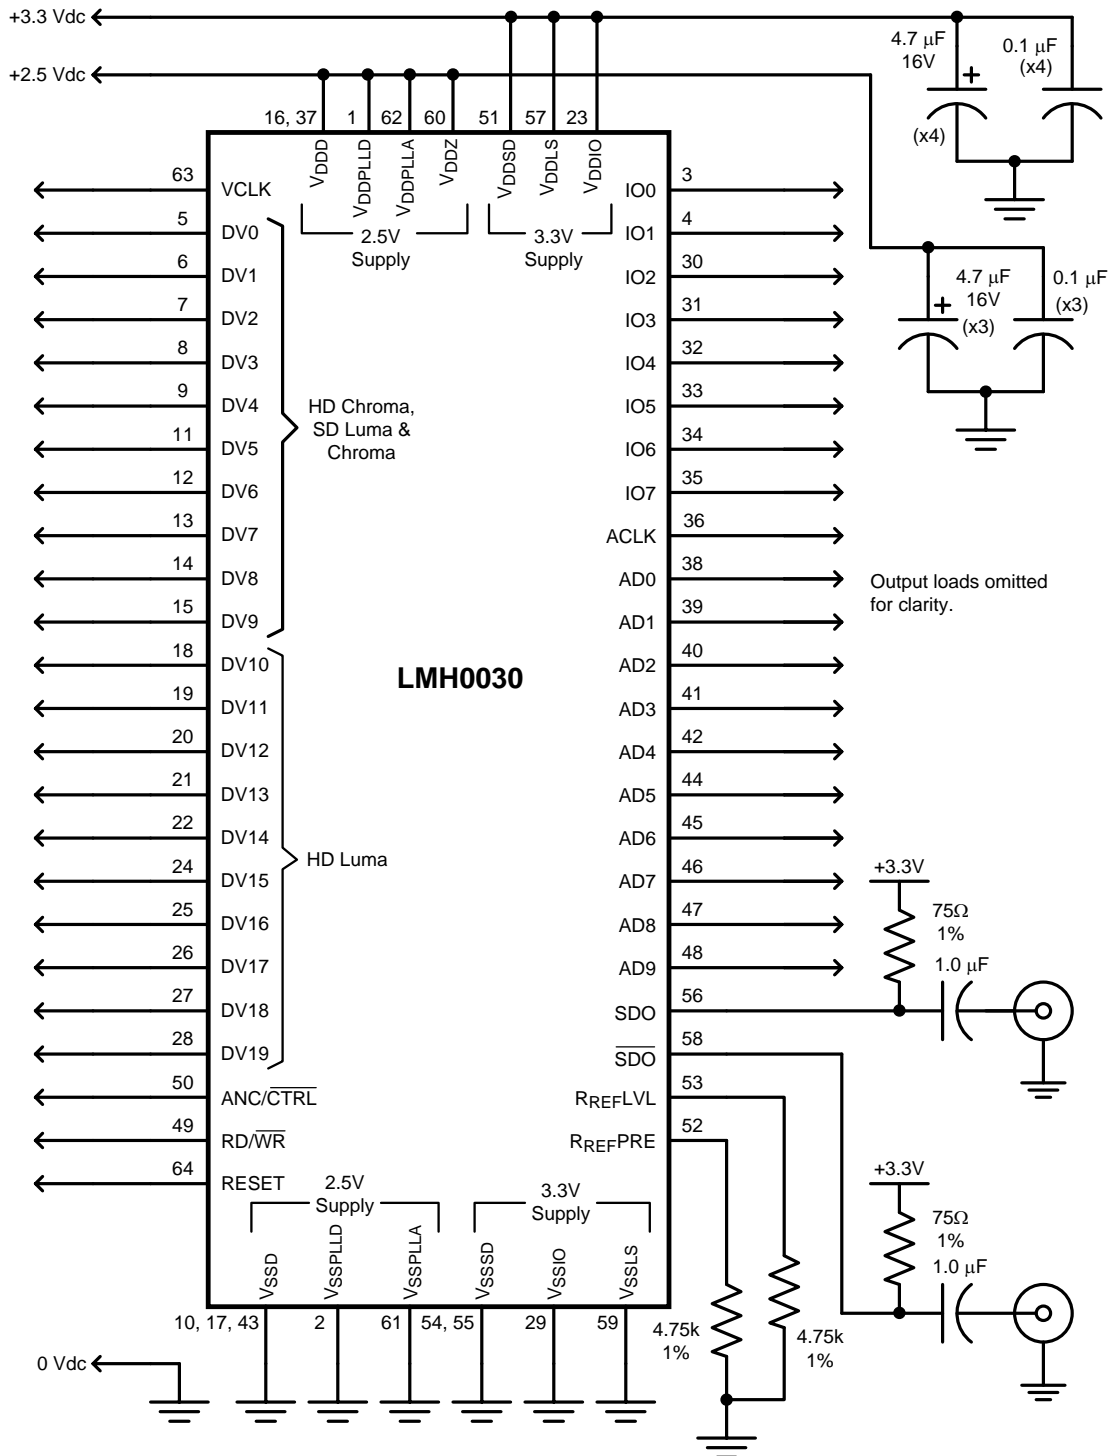 +3.3 Vdc
4.7 μF
16V
0.1 μF
(x4)
+
(x4)
+2.5 Vdc
16, 37
1
62
60
51
57
23
VDDD
VDDPLLD
VDDPLLA
VDDZ
VDDSD
VDDLS
VDDIO
2.5V
Supply
3.3V
Supply
4.7 μF
16V
(x3)
+
0.1 μF
(x3)
63 VCLK
5 DV0
6 DV1
7 DV2
8 DV3
9 DV4
11 DV5
12 DV6
13 DV7
14 DV8
15 DV9
HD Chroma,
SD Luma &
Chroma
18 DV10
19 DV11
20 DV12
21 DV13
22 DV14
24 DV15
25 DV16
26 DV17
27 DV18
28 DV19
HD Luma
50 ANC/CTRL
49 RD/WR
64 RESET
LMH0030
IO0 3
IO1 4
IO2 30
IO3 31
IO4 32
IO5 33
IO6 34
IO7 35
ACLK 36
AD0 38
AD1 39
AD2 40
AD3 41
AD4 42
AD5 44
AD6 45
AD7 46
AD8 47
AD9 48
SDO 56
SDO 58
RREFLVL 53
RREFPRE 52
Output loads omitted
for clarity.
+3.3V
75Ω
1%
1.0 μF
+3.3V
75Ω
1%
1.0 μF
2.5V
Supply
3.3V
Supply
VSSD
VSSPLLD
VSSPLLA
VSSSD
VSSIO
VSSLS
10, 17, 43
2
61
54, 55
29
59
4.75k
1%
4.75k
1%
0 Vdc